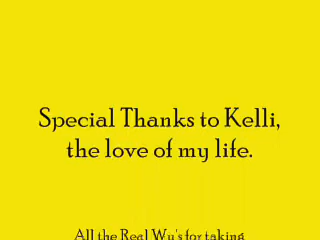 Special Thanks to Kelli,
the love of my life.
All the Real Wu's for taking